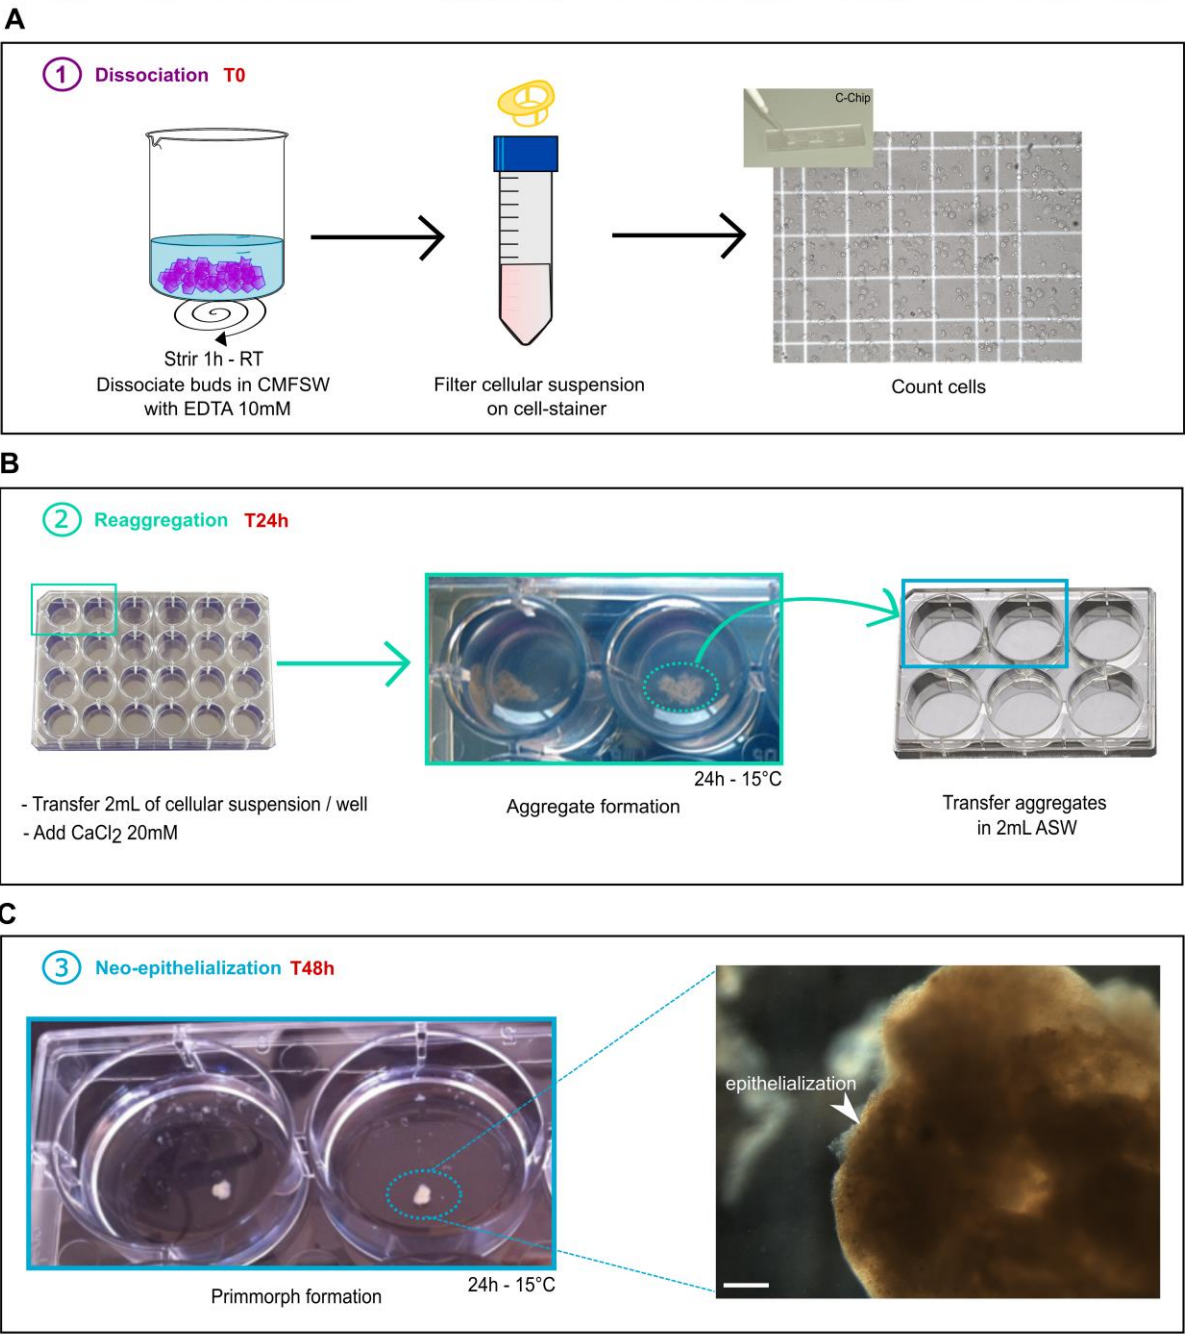 A
1 Dissociation T0
C-Chip
Strir 1h - RT
Dissociate buds in CMFSW
with EDTA 10mM
Filter cellular suspension
on cell-stainer
Count cells
B
2 Reaggregation T24h
24h - 15°C
- Transfer 2mL of cellular suspension / well
- Add CaCl2 20mM
Aggregate formation
Transfer aggregates
in 2mL ASW
C
3 Neo-epithelialization T48h
epithelialization
24h - 15°C
Primmorph formation